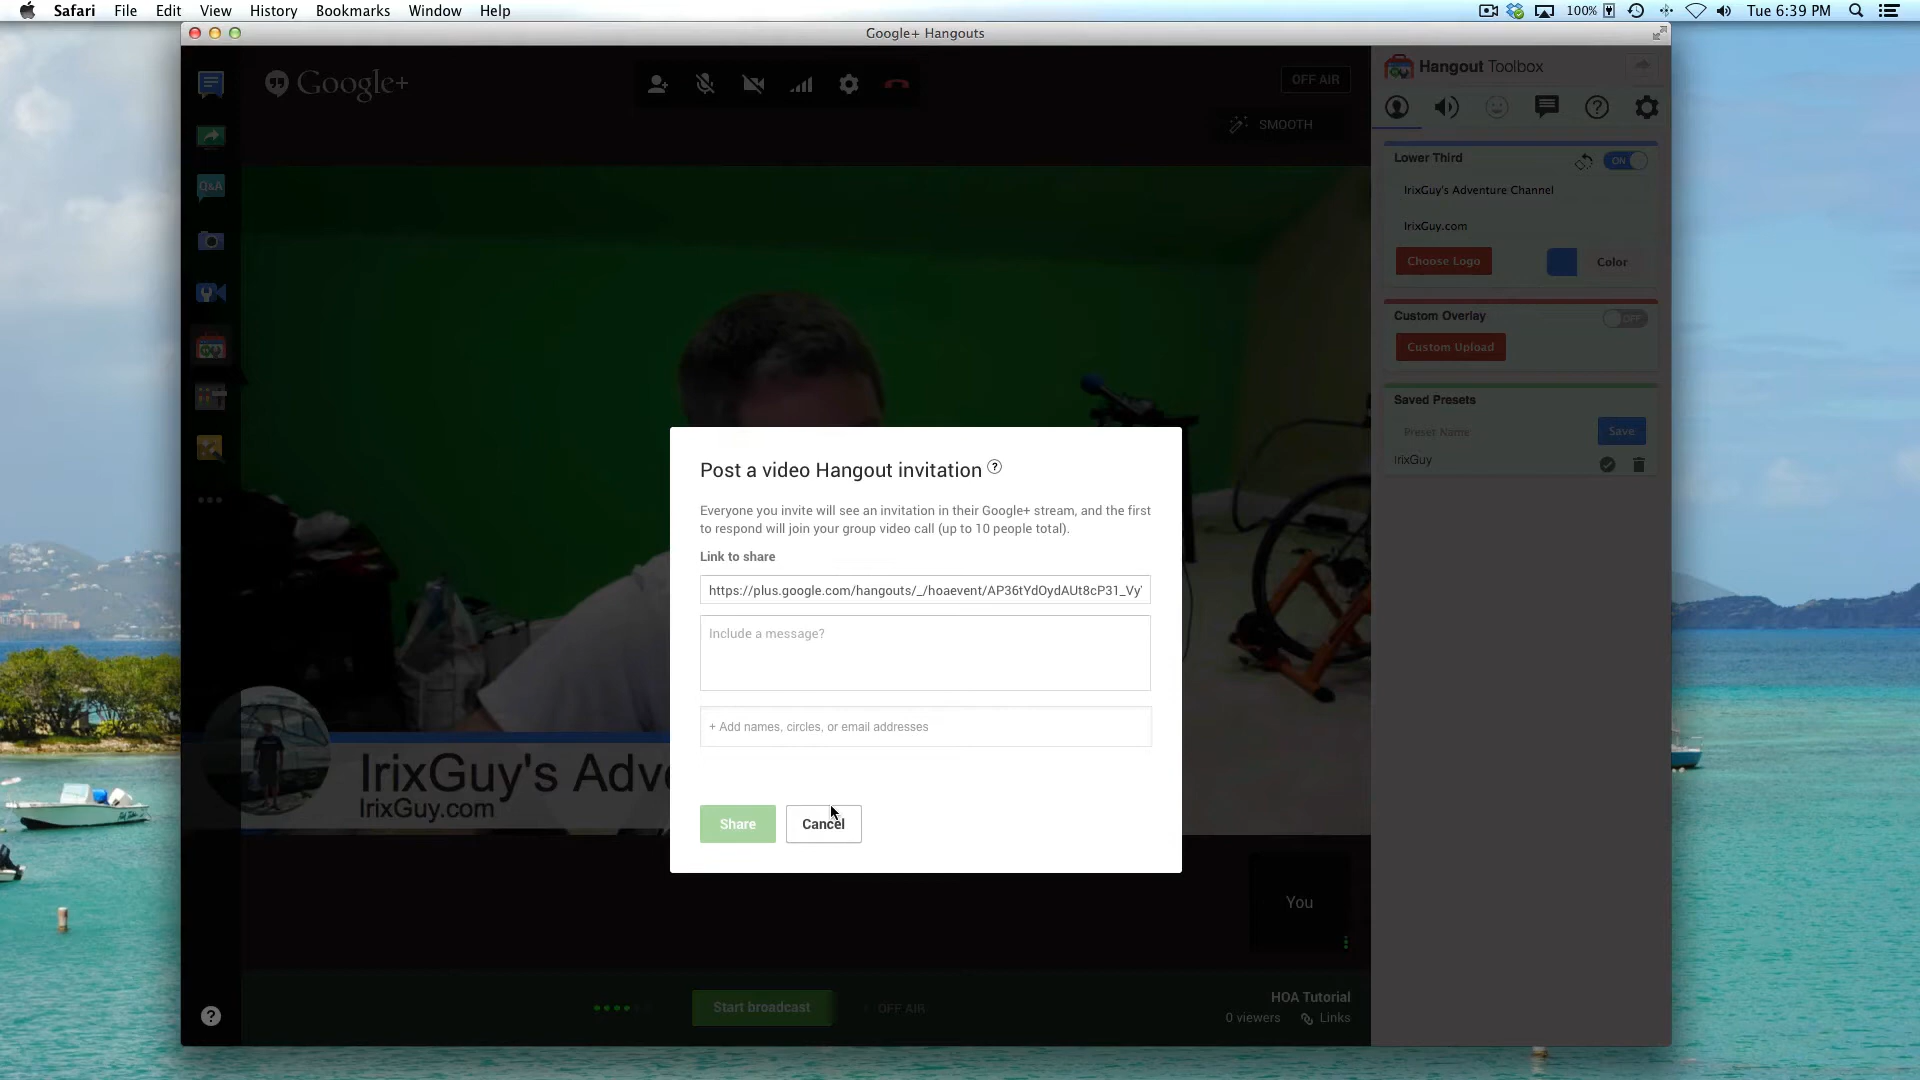 Safari File Edit View History Bookmarks Window Help
100% Tue 6:39 PM
Google+ Hangouts
Google+
OFF AIR
SMOOTH
Q&A
Hangout Toolbox
Lower Third
ON
IrixGuy's Adventure Channel
IrixGuy.com
Choose Logo
Color
Custom Overlay
OFF
Custom Upload
Saved Presets
Preset Name
Save
IrixGuy
Post a video Hangout invitation ?
Everyone you invite will see an invitation in their Google+ stream, and the first
to respond will join your group video call (up to 10 people total).
Link to share
https://plus.google.com/hangouts/_/hoaevent/AP36tYdOydAUt8cP31_Vy
Include a message?
+ Add names, circles, or email addresses
Share
Cancel
IrixGuy's Adve
IrixGuy.com
You
Start broadcast
OFF AIR
HOA Tutorial
0 viewers
Links